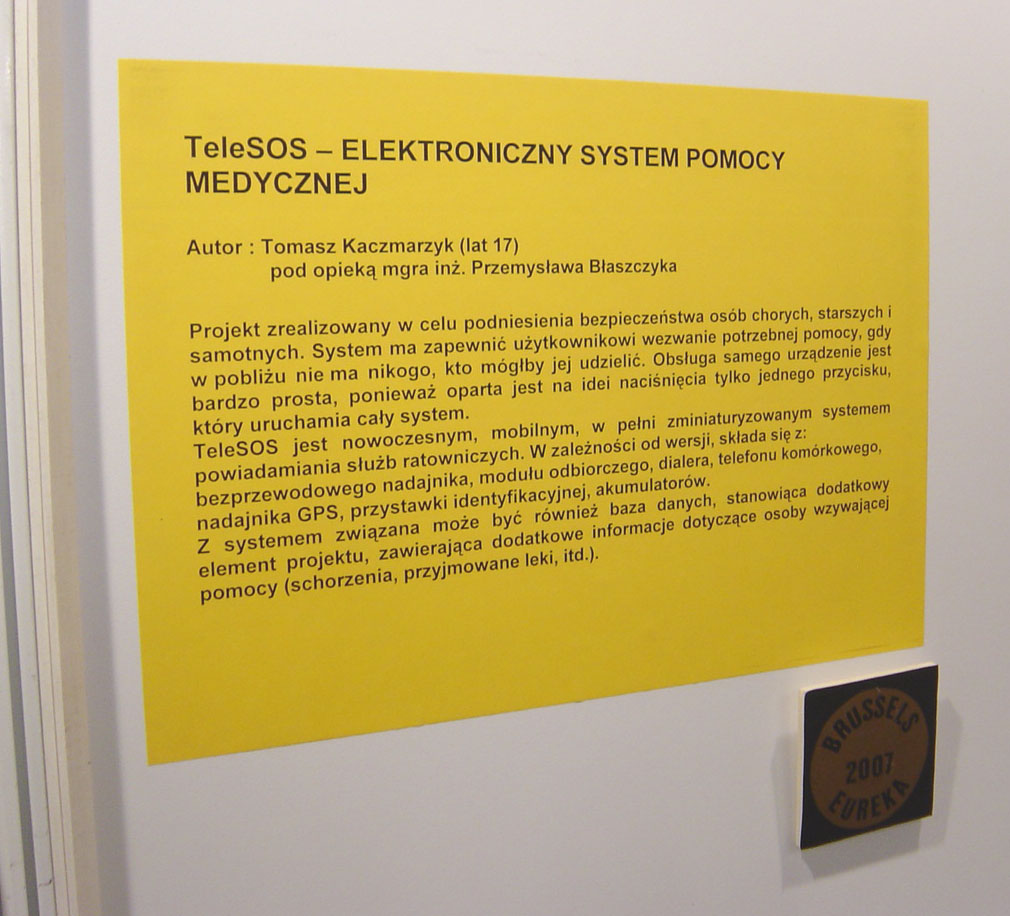 TeleSOS – ELEKTRONICZNY SYSTEM POMOCY
MEDYCZNEJ
Autor : Tomasz Kaczmarzyk (lat 17)
pod opieką mgra inż. Przemysława Błaszczyka
Projekt zrealizowany w celu podniesienia bezpieczeństwa osób chorych, starszych i
samotnych. System ma zapewnić użytkownikowi wezwanie potrzebnej pomocy, gdy
w pobliżu nie ma nikogo, kto mógłby jej udzielić. Obsługa samego urządzenie jest
bardzo prosta, ponieważ oparta jest na idei naciśnięcia tylko jednego przycisku,
który uruchamia cały system.
TeleSOS jest nowoczesnym, mobilnym, w pełni zminiaturyzowanym systemem
powiadamiania służb ratowniczych. W zależności od wersji, składa się z:
bezprzewodowego nadajnika, modułu odbiorczego, dialera, telefonu komórkowego,
nadajnika GPS, przystawki identyfikacyjnej, akumulatorów.
Z systemem związana może być również baza danych, stanowiąca dodatkowy
element projektu, zawierająca dodatkowe informacje dotyczące osoby wzywającej
pomocy (schorzenia, przyjmowane leki, itd.).
BRUSSELS
2007
EUREKA